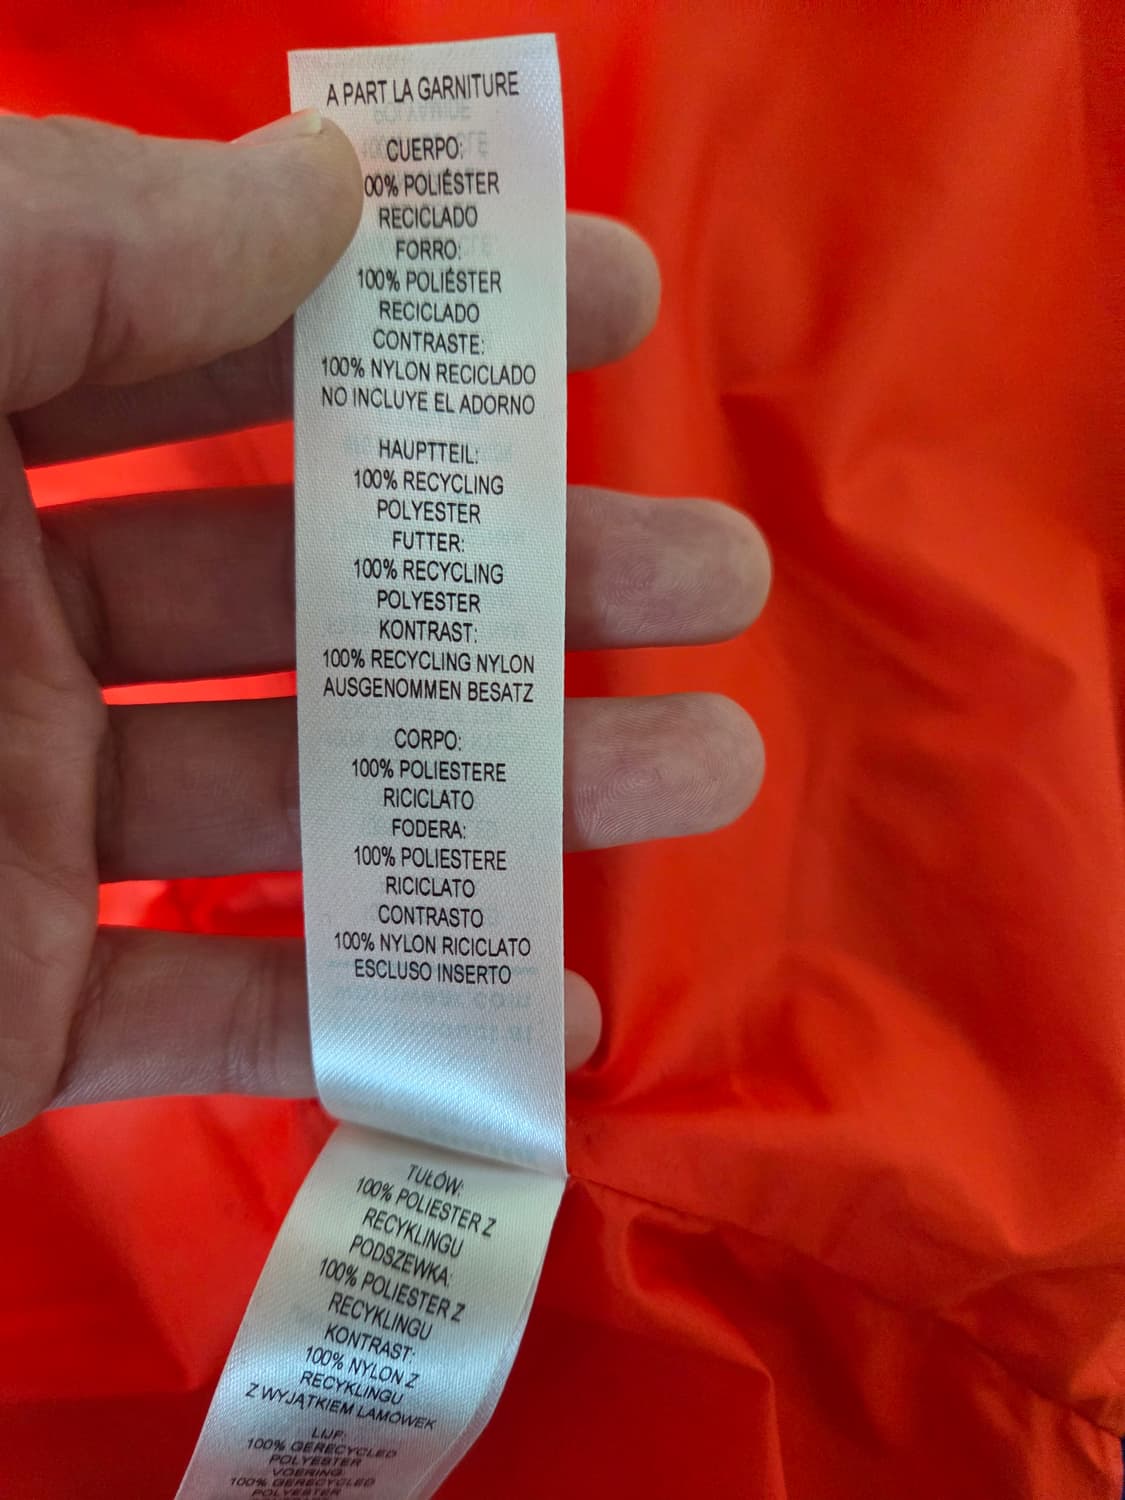 A PART LA GARNITURE
CUERPO:
00% POLIÉSTER
RECICLADO
FORRO:
100% POLIÉSTER
RECICLADO
CONTRASTE:
100% NYLON RECICLADO
NO INCLUYE EL ADORNO
HAUPTTEIL:
100% RECYCLING
POLYESTER
FUTTER:
100% RECYCLING
POLYESTER
KONTRAST:
100% RECYCLING NYLON
AUSGENOMMEN BESATZ
CORPO:
100% POLIESTERE
RICICLATO
FODERA:
100% POLIESTERE
RICICLATO
CONTRASTO
100% NYLON RICICLATO
ESCLUSO INSERTO
TUŁÓW:
100% POLIESTER Z
RECYKLINGU
PODSZEWKA:
100% POLIESTER Z
RECYKLINGU
KONTRAST:
100% NYLON Z
RECYKLINGU
Z WYJĄTKIEM LAMÓWEK
LIJF:
100% GERECYCLED
POLYESTER
VOERING
100% GERECYCLED
POLYESTER